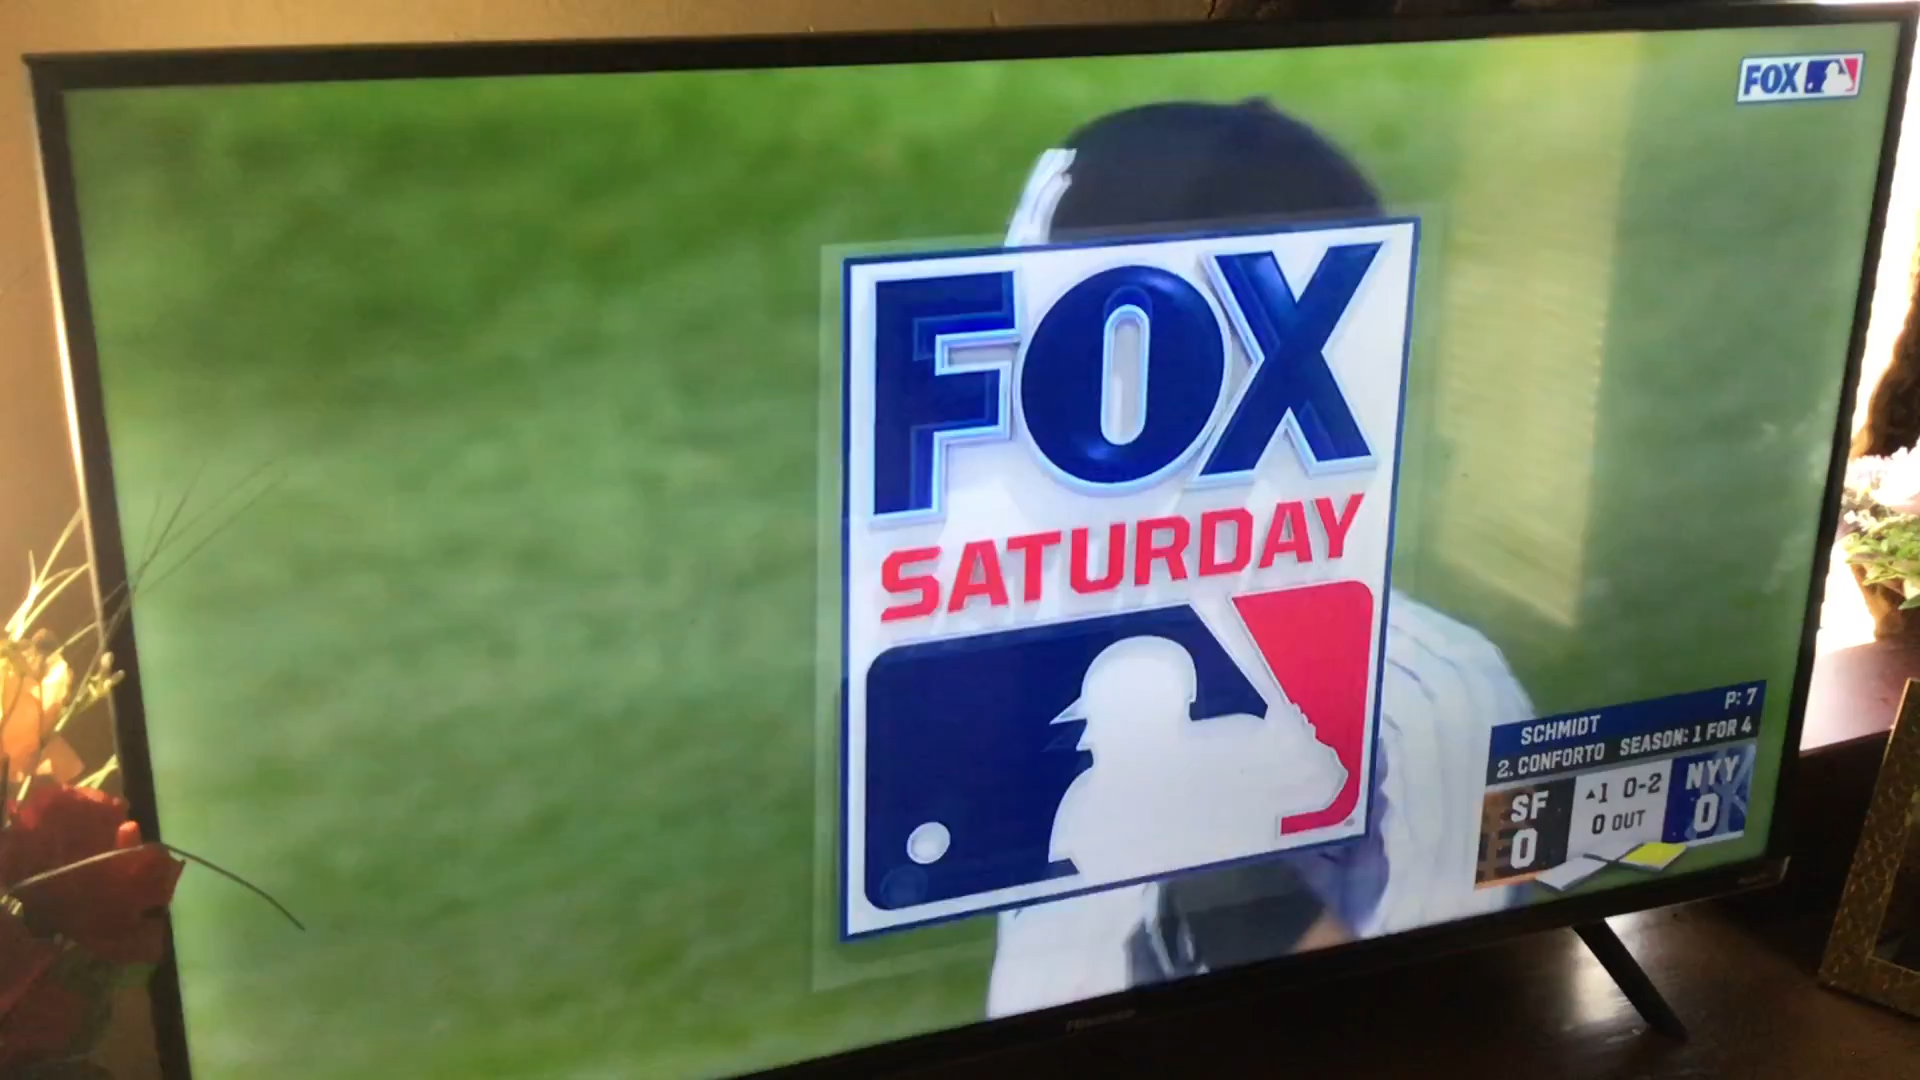 FOX
FOX
SATURDAY
P: 7
SCHMIDT
2. CONFORTO SEASON: 1 FOR 4
SF ▲1 0-2 NYY
0 0 OUT 0
Hisense